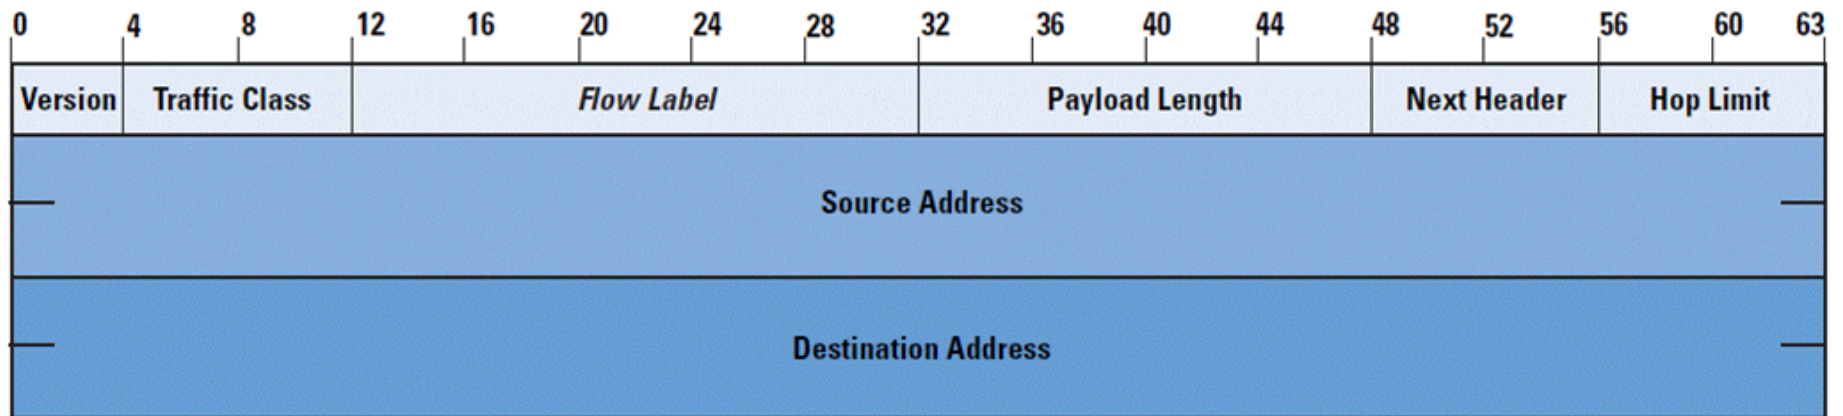 0 4 8 12 16 20 24 28 32 36 40 44 48 52 56 60 63
Version Traffic Class Flow Label Payload Length Next Header Hop Limit
Source Address
Destination Address